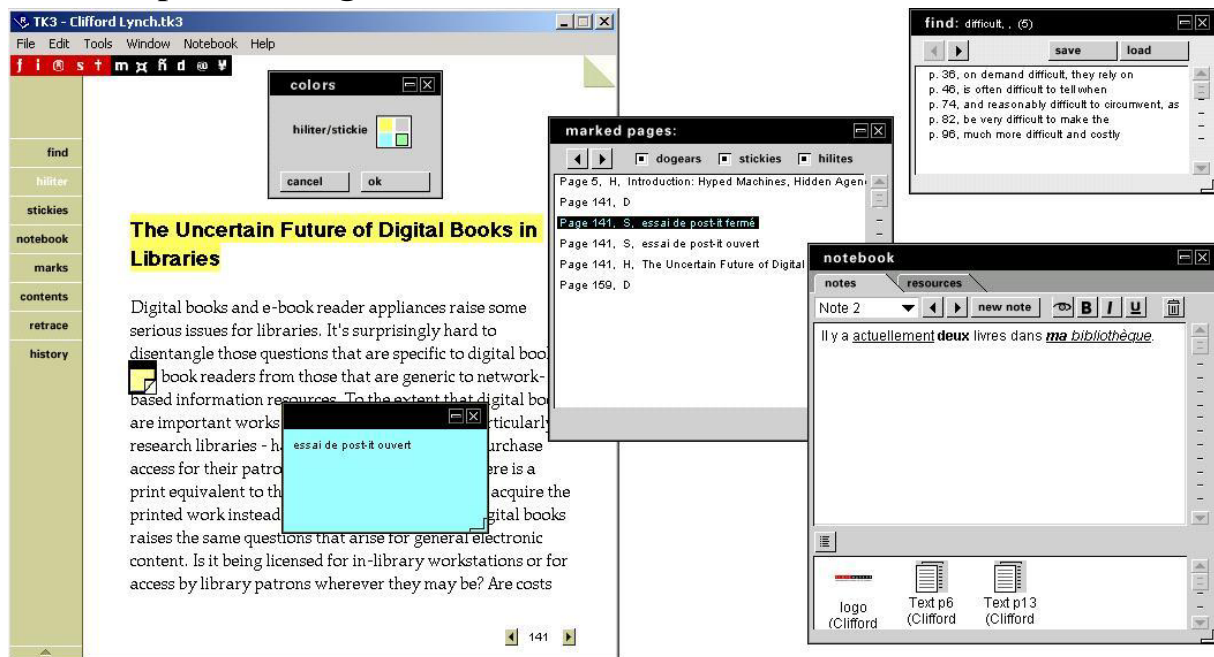 TK3 - Clifford Lynch.tk3
File Edit Tools Window Notebook Help
find
hiliter
stickies
notebook
marks
contents
retrace
history
colors
hiliter/stickie
cancel ok
The Uncertain Future of Digital Books in
Libraries
Digital books and e-book reader appliances raise some
serious issues for libraries. It's surprisingly hard to
disentangle those questions that are specific to digital
book readers from those that are generic to network-
based information resources. To the extent that digital
are important works
research libraries - urchase
access for their ere is a
print equivalent to acquire the
printed work instead gital books
raises the same questions that arise for general electronic
content. Is it being licensed for in-library workstations or for
access by library patrons wherever they may be? Are costs
141
essai de post-it ouvert
marked pages:
dogears stickies hilites
Page 5, H, Introduction: Hyped Machines, Hidden Agen
Page 141, D
Page 141, S, essai de post-it fermé
Page 141, S, essai de post-it ouvert
Page 141, H, The Uncertain Future of Digital
Page 159, D
find: difficult, , (5)
save load
p. 36, on demand difficult, they rely on
p. 46, is often difficult to tell when
p. 74, and reasonably difficult to circumvent, as
p. 82, be very difficult to make the
p. 96, much more difficult and costly
notebook
notes resources
Note 2 new note B I U
Il y a actuellement deux livres dans ma bibliothèque.
logo
(Clifford
Text p6
(Clifford
Text p13
(Clifford